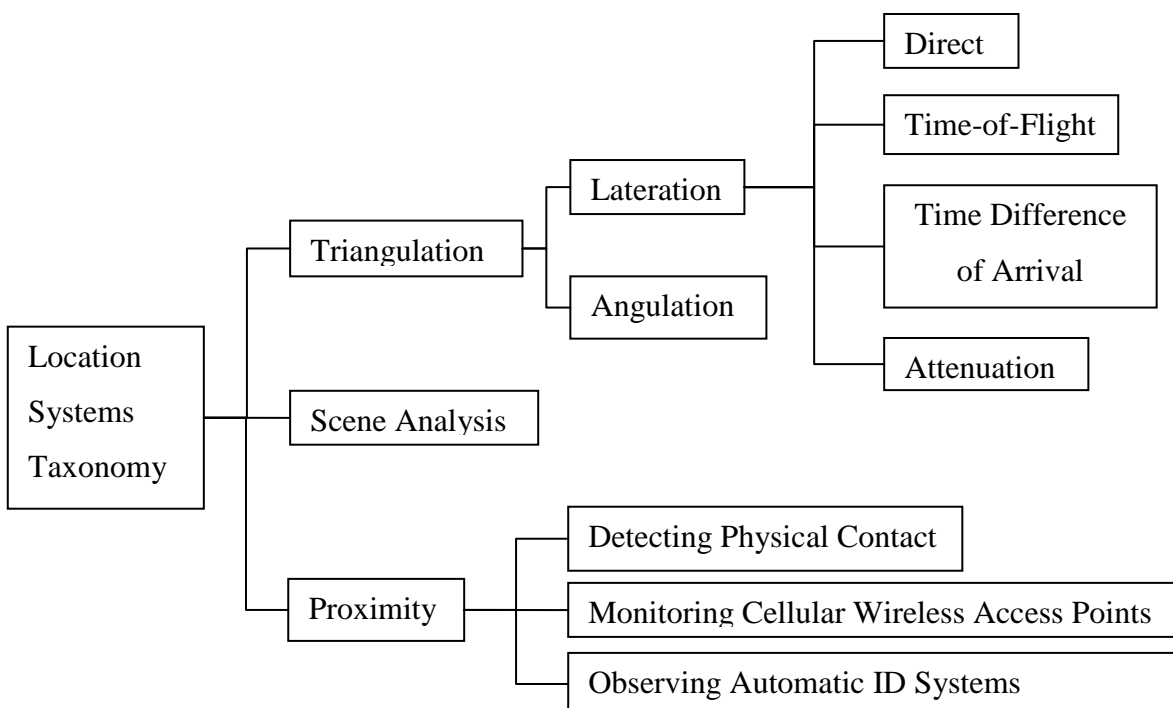 Location
Systems
Taxonomy
Triangulation
Lateration
Direct
Time-of-Flight
Time Difference
of Arrival
Attenuation
Angulation
Scene Analysis
Proximity
Detecting Physical Contact
Monitoring Cellular Wireless Access Points
Observing Automatic ID Systems